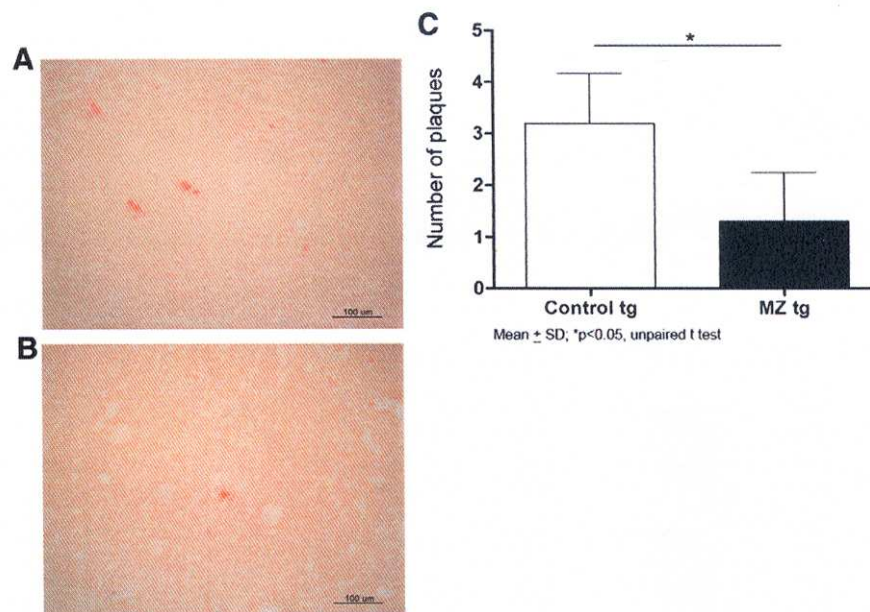 A
100 um
B
100 um
C
Number of plaques
5
4
3
2
1
0
*
Control tg
MZ tg
Mean ± SD; *p<0.05, unpaired t test